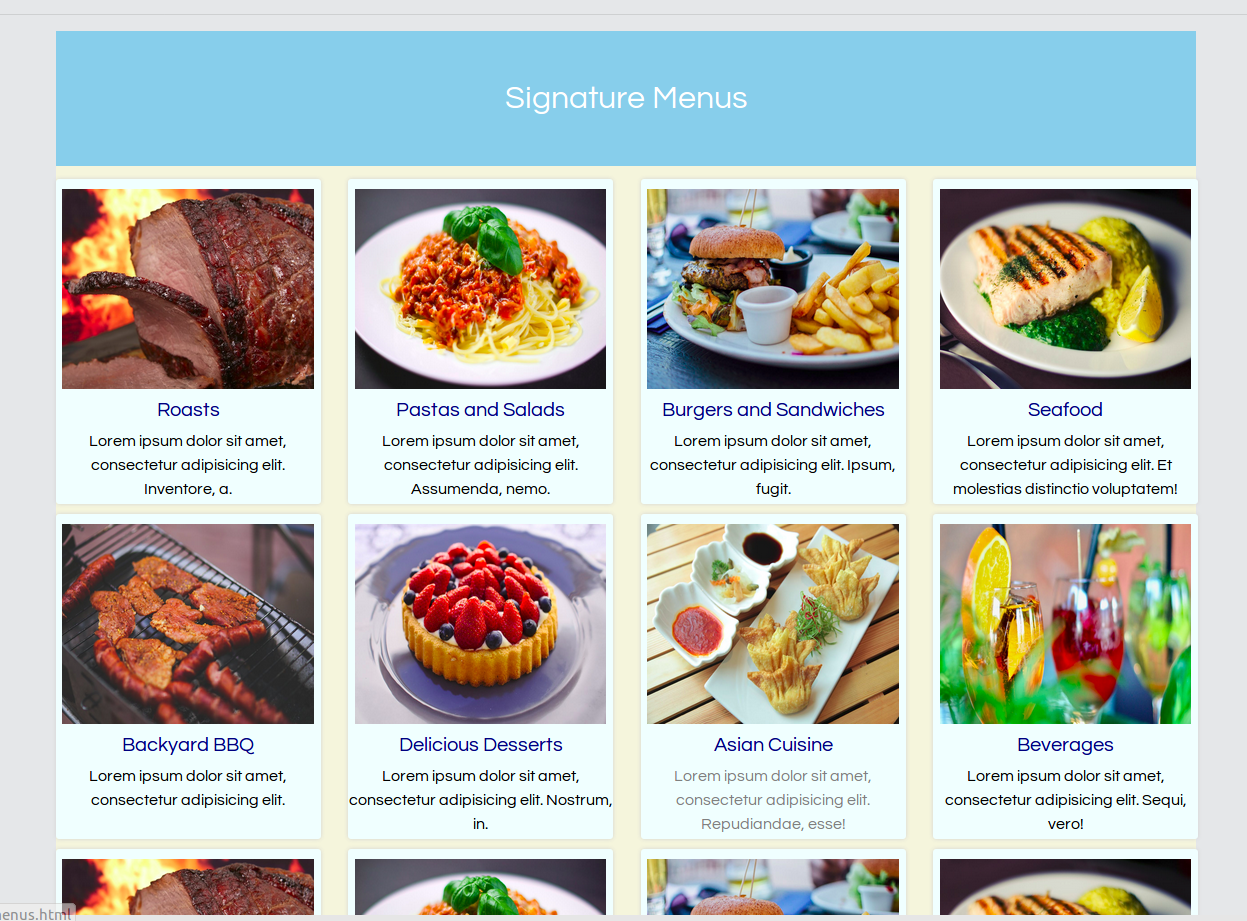 Signature Menus
Roasts
Lorem ipsum dolor sit amet,
consectetur adipisicing elit.
Inventore, a.
Pastas and Salads
Lorem ipsum dolor sit amet,
consectetur adipisicing elit.
Assumenda, nemo.
Burgers and Sandwiches
Lorem ipsum dolor sit amet,
consectetur adipisicing elit. Ipsum,
fugit.
Seafood
Lorem ipsum dolor sit amet,
consectetur adipisicing elit. Et
molestias distinctio voluptatem!
Backyard BBQ
Lorem ipsum dolor sit amet,
consectetur adipisicing elit.
Delicious Desserts
Lorem ipsum dolor sit amet,
consectetur adipisicing elit. Nostrum,
in.
Asian Cuisine
Lorem ipsum dolor sit amet,
consectetur adipisicing elit.
Repudiandae, esse!
Beverages
Lorem ipsum dolor sit amet,
consectetur adipisicing elit. Sequi,
vero!
enus.html